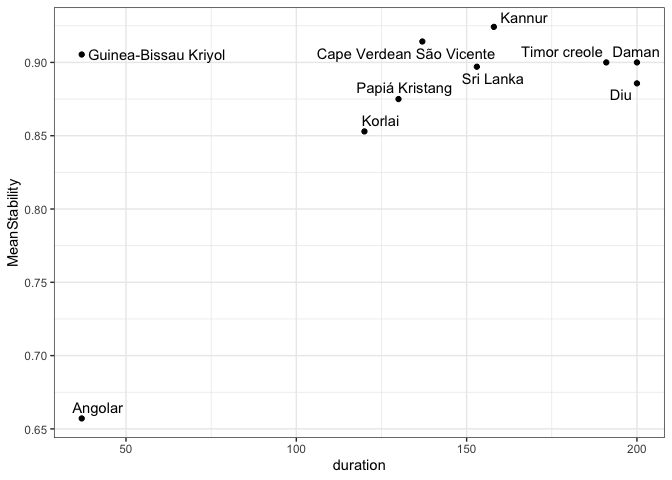 Kannur
Cape Verdean São Vicente
Timor creole
Daman
Guinea-Bissau Kriyol
Sri Lanka
Papiá Kristang
Diu
Korlai
Angolar
MeanStability
0.90
0.85
0.80
0.75
0.70
0.65
50
100
150
200
duration